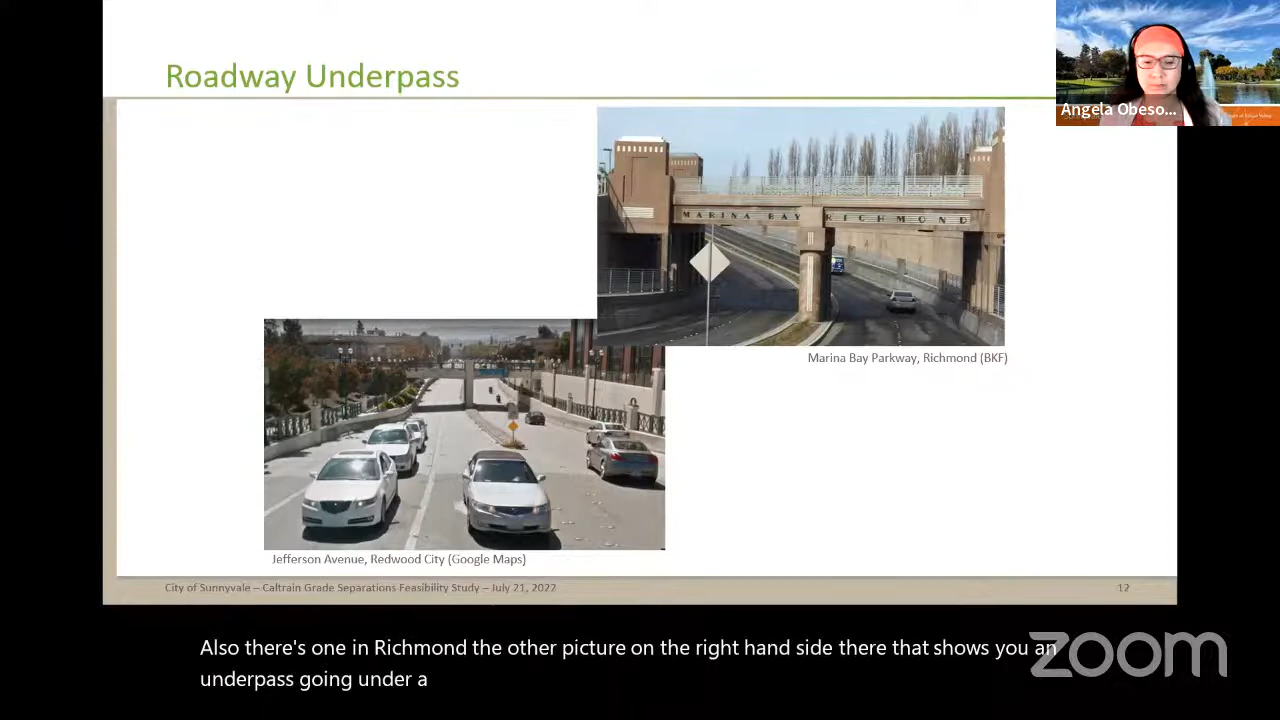 Roadway Underpass
Angela Obeso...
MARINA BAY RICHMOND
Marina Bay Parkway, Richmond (BKF)
Jefferson Avenue, Redwood City (Google Maps)
City of Sunnyvale – Caltrain Grade Separations Feasibility Study – July 21, 2022
12
Also there's one in Richmond the other picture on the right hand side there that shows you an
underpass going under a
zoom